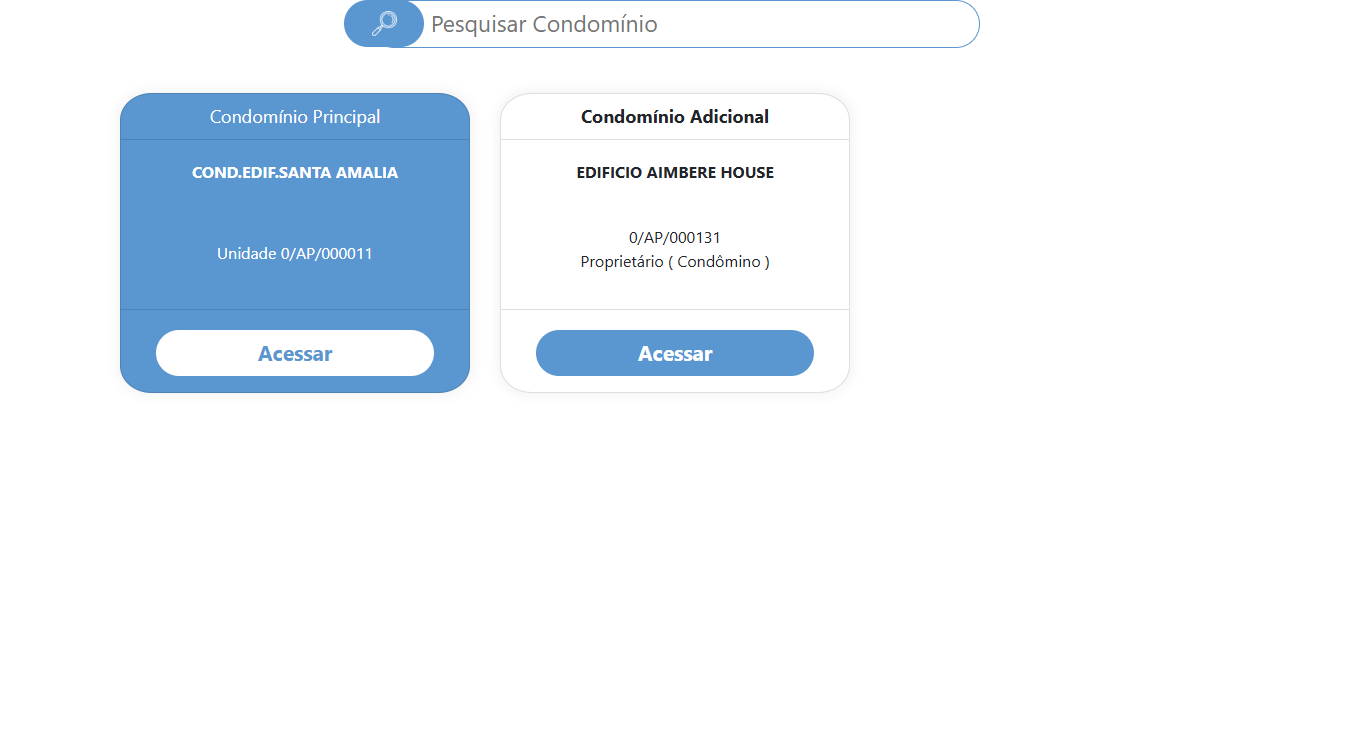 Pesquisar Condomínio
Condomínio Principal
COND.EDIF.SANTA AMALIA
Unidade 0/AP/000011
Acessar
Condomínio Adicional
EDIFICIO AIMBERE HOUSE
0/AP/000131
Proprietário ( Condômino )
Acessar